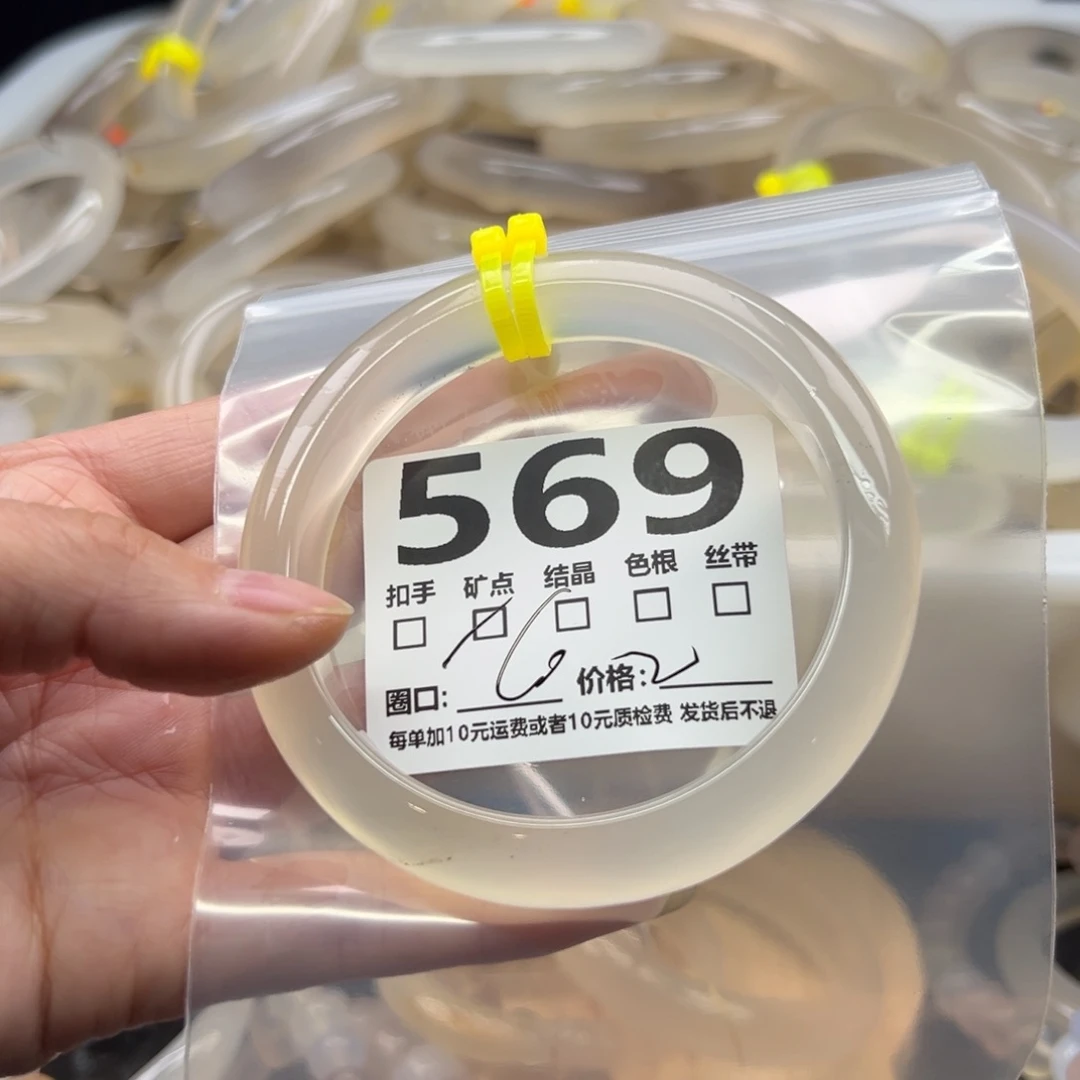 569
扣手 矿点 结晶 色根 丝带
圈口: 价格:
每单加10元运费或者10元质检费 发货后不退